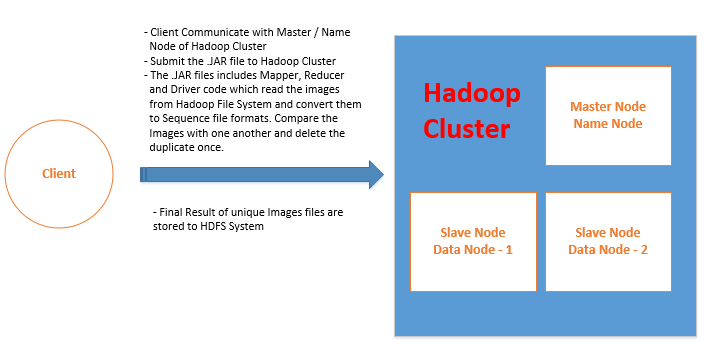 - Client Communicate with Master / Name
Node of Hadoop Cluster
- Submit the .JAR file to Hadoop Cluster
- The .JAR files includes Mapper, Reducer
and Driver code which read the images
from Hadoop File System and convert them
to Sequence file formats. Compare the
Images with one another and delete the
duplicate once.
Client
- Final Result of unique Images files are
stored to HDFS System
Hadoop
Cluster
Master Node
Name Node
Slave Node
Data Node - 1
Slave Node
Data Node - 2